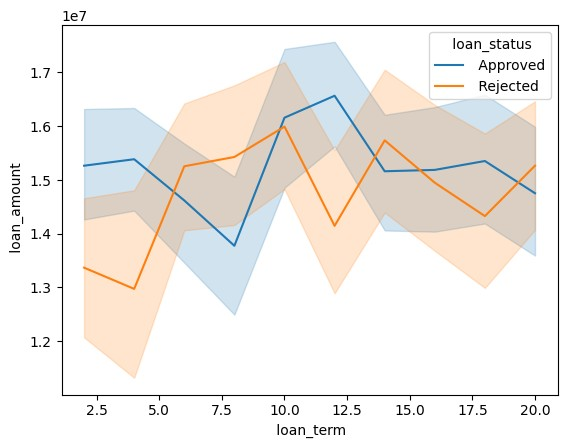 1e7
loan_status
Approved
Rejected
1.7
1.6
1.5
1.4
1.3
1.2
loan_amount
2.5 5.0 7.5 10.0 12.5 15.0 17.5 20.0
loan_term